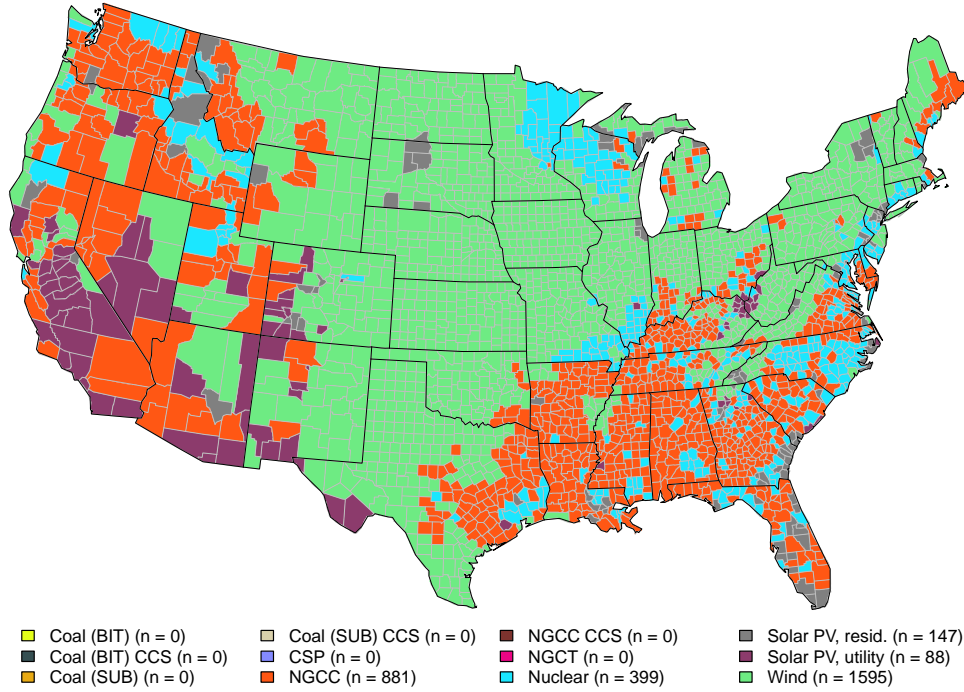 Coal (BIT) (n = 0)
Coal (BIT) CCS (n = 0)
Coal (SUB) (n = 0)
Coal (SUB) CCS (n = 0)
CSP (n = 0)
NGCC (n = 881)
NGCC CCS (n = 0)
NGCT (n = 0)
Nuclear (n = 399)
Solar PV, resid. (n = 147)
Solar PV, utility (n = 88)
Wind (n = 1595)